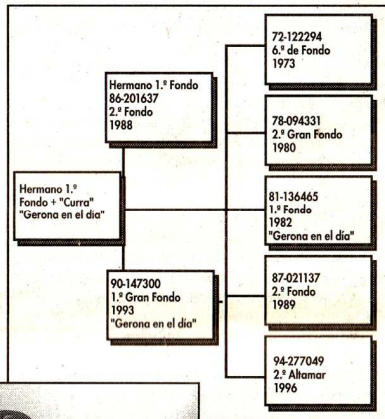 Hermano 1.º
Fondo + "Curra"
"Gerona en el dia"
Hermano 1.º Fondo
86-201637
2.º Fondo
1988
90-147300
1.º Gran Fondo
1993
"Gerona en el día"
72-122294
6.º de Fondo
1973
78-094331
2.º Gran Fondo
1980
81-136465
1.º Fondo
1982
"Gerona en el día"
87-021137
2.º Fondo
1989
94-277049
2.º Altamar
1996